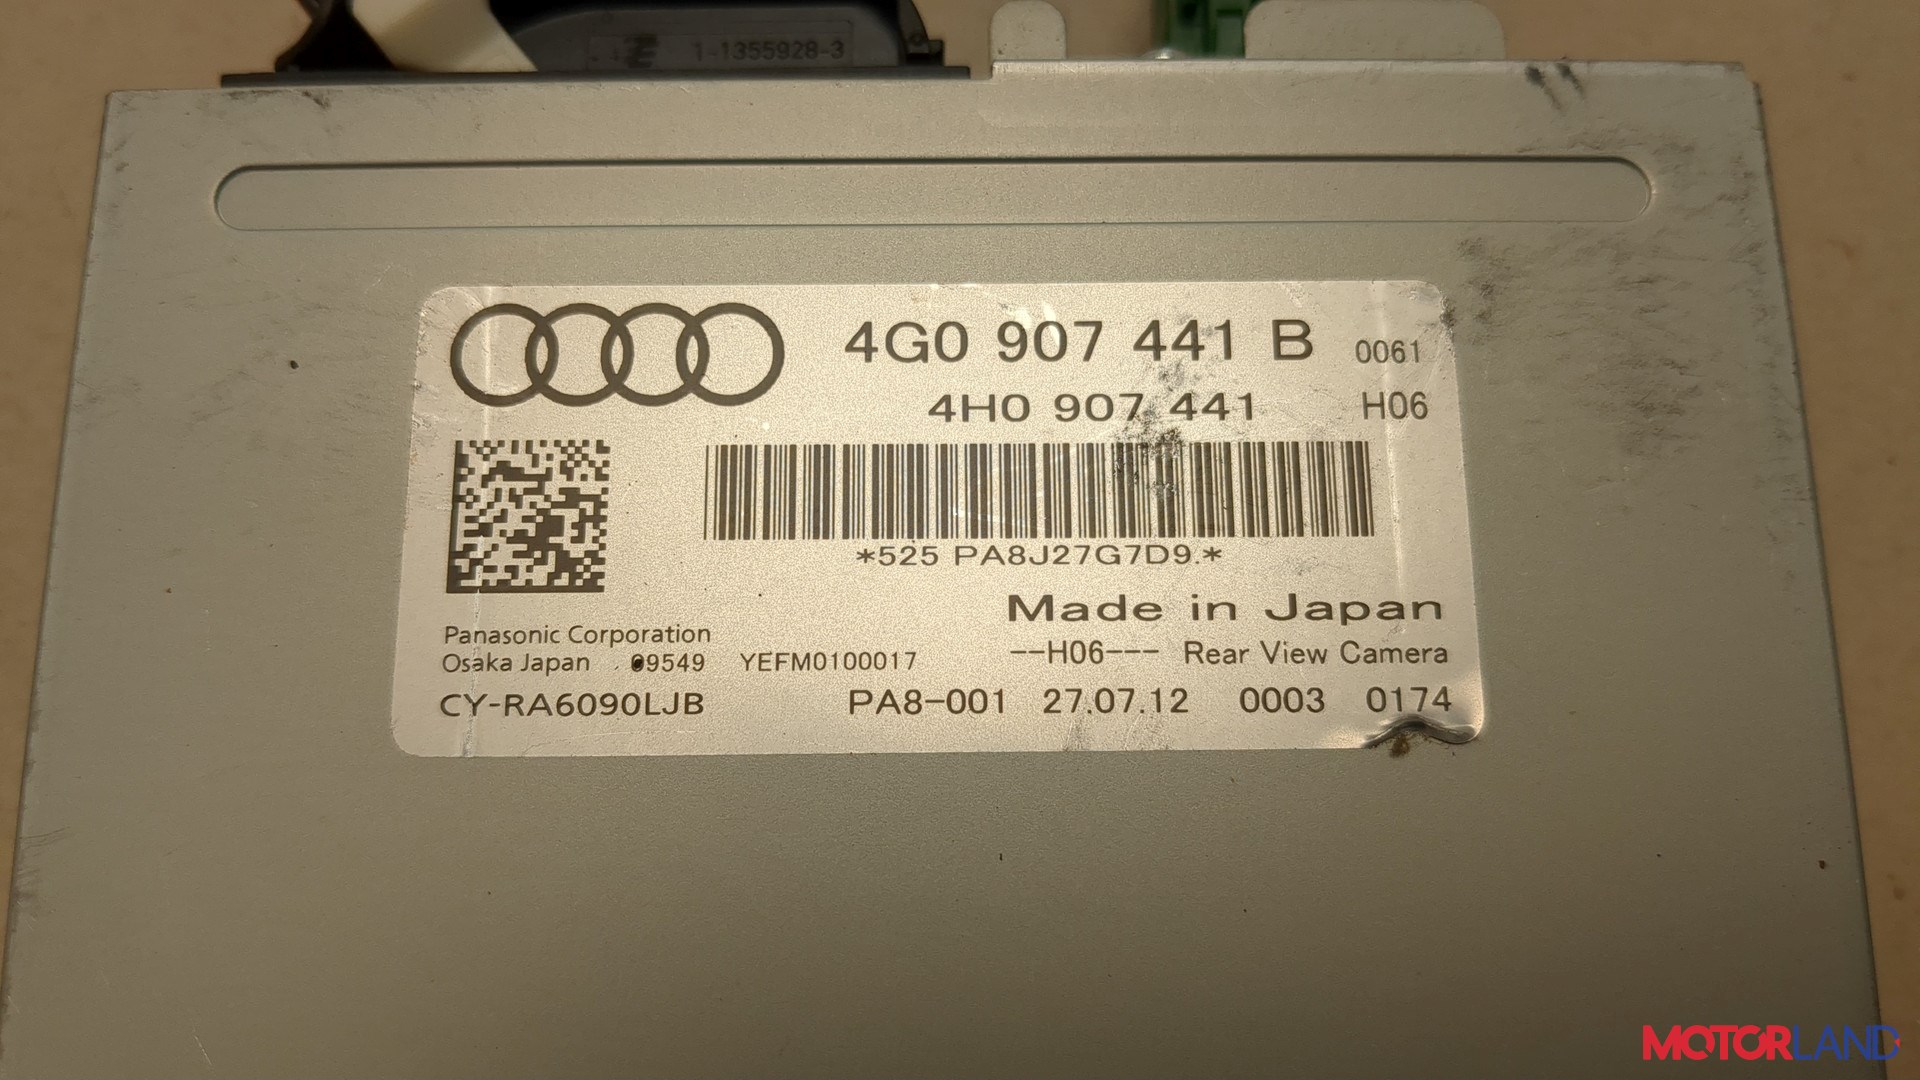 1-1355928-3
4G0 907 441 B 0061
4H0 907 441 H06
*525 PA8J27G7D9.*
Made in Japan
Panasonic Corporation
Osaka Japan 09549 YEFM0100017 --H06--- Rear View Camera
CY-RA6090LJB PA8-001 27.07.12 0003 0174
MOTORLAND